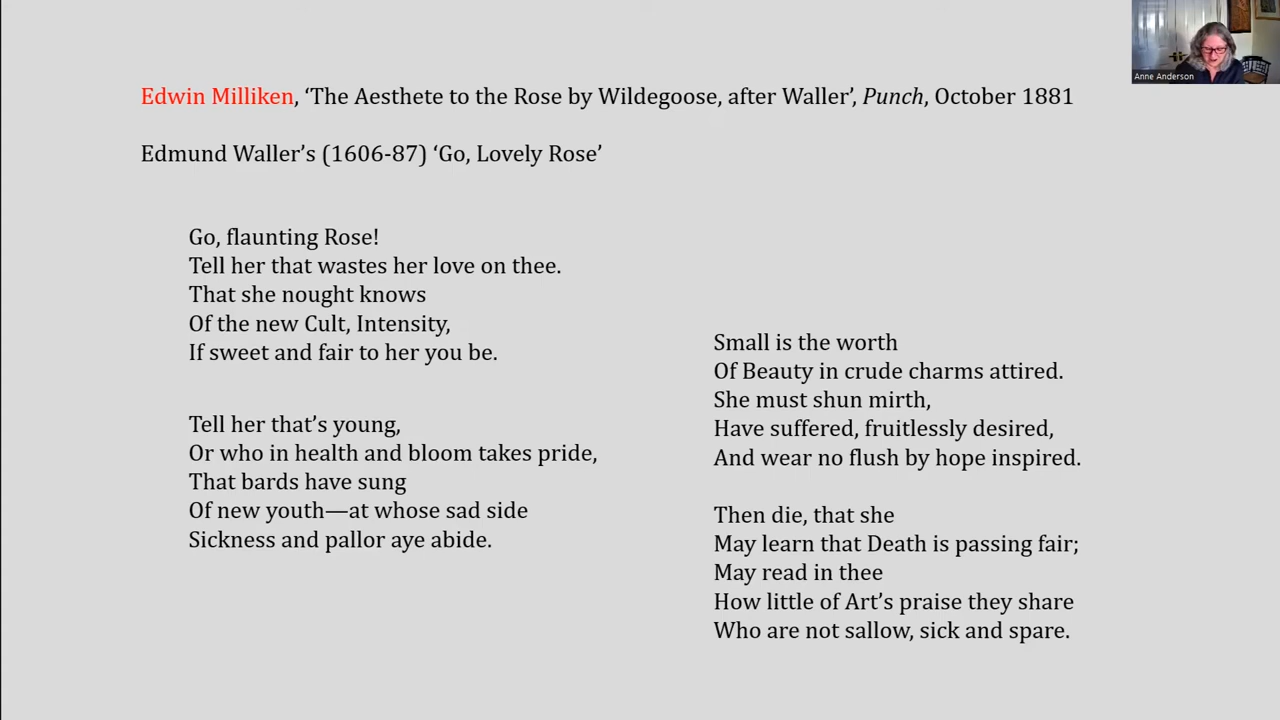 Anne Anderson
Edwin Milliken, ‘The Aesthete to the Rose by Wildegoose, after Waller’, Punch, October 1881
Edmund Waller’s (1606-87) ‘Go, Lovely Rose’
Go, flaunting Rose!
Tell her that wastes her love on thee.
That she nought knows
Of the new Cult, Intensity,
If sweet and fair to her you be.
Tell her that’s young,
Or who in health and bloom takes pride,
That bards have sung
Of new youth—at whose sad side
Sickness and pallor aye abide.
Small is the worth
Of Beauty in crude charms attired.
She must shun mirth,
Have suffered, fruitlessly desired,
And wear no flush by hope inspired.
Then die, that she
May learn that Death is passing fair;
May read in thee
How little of Art’s praise they share
Who are not sallow, sick and spare.